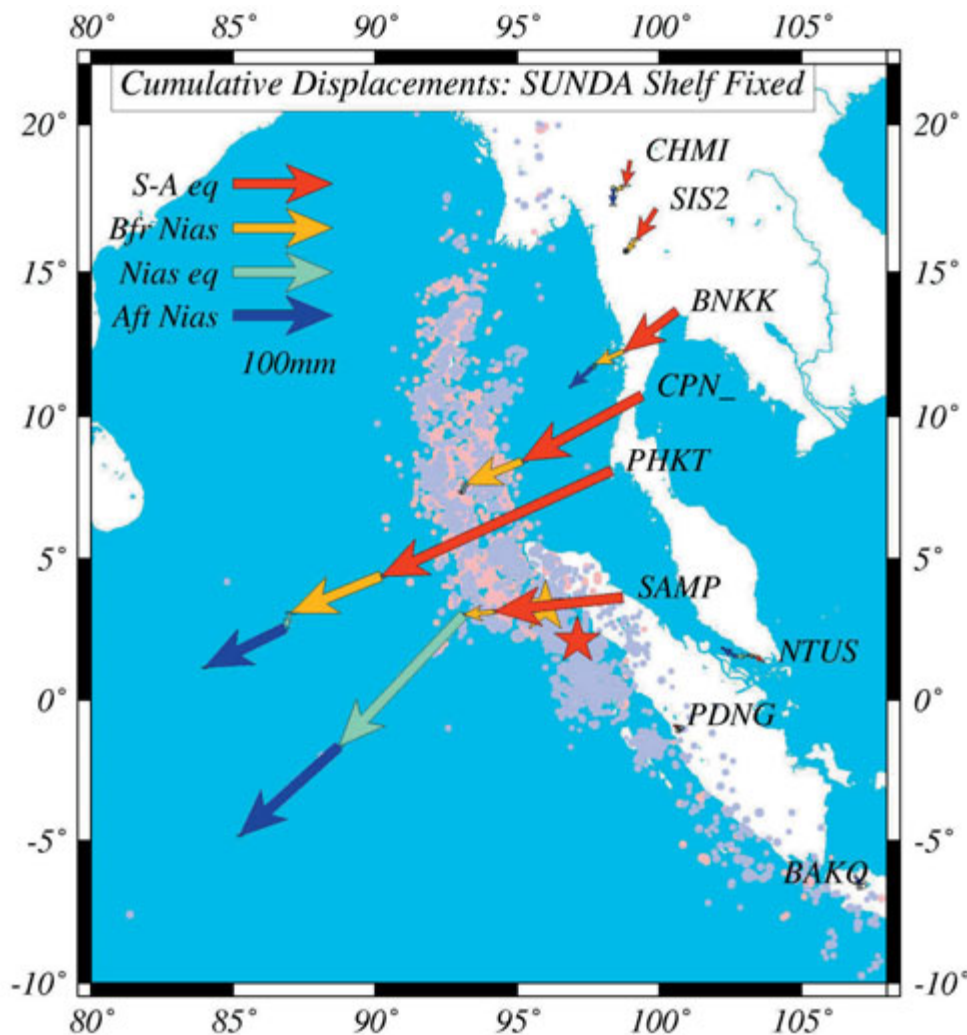 80° 85° 90° 95° 100° 105°
Cumulative Displacements: SUNDA Shelf Fixed
20° 20°
CHMI
S-A eq
SIS2
Bfr Nias
15° Nias eq 15°
BNKK
Aft Nias
100mm
CPN_
10° 10°
PHKT
5° 5°
SAMP
NTUS
0° 0°
PDNG
-5° -5°
BAKO
-10° -10°
80° 85° 90° 95° 100° 105°